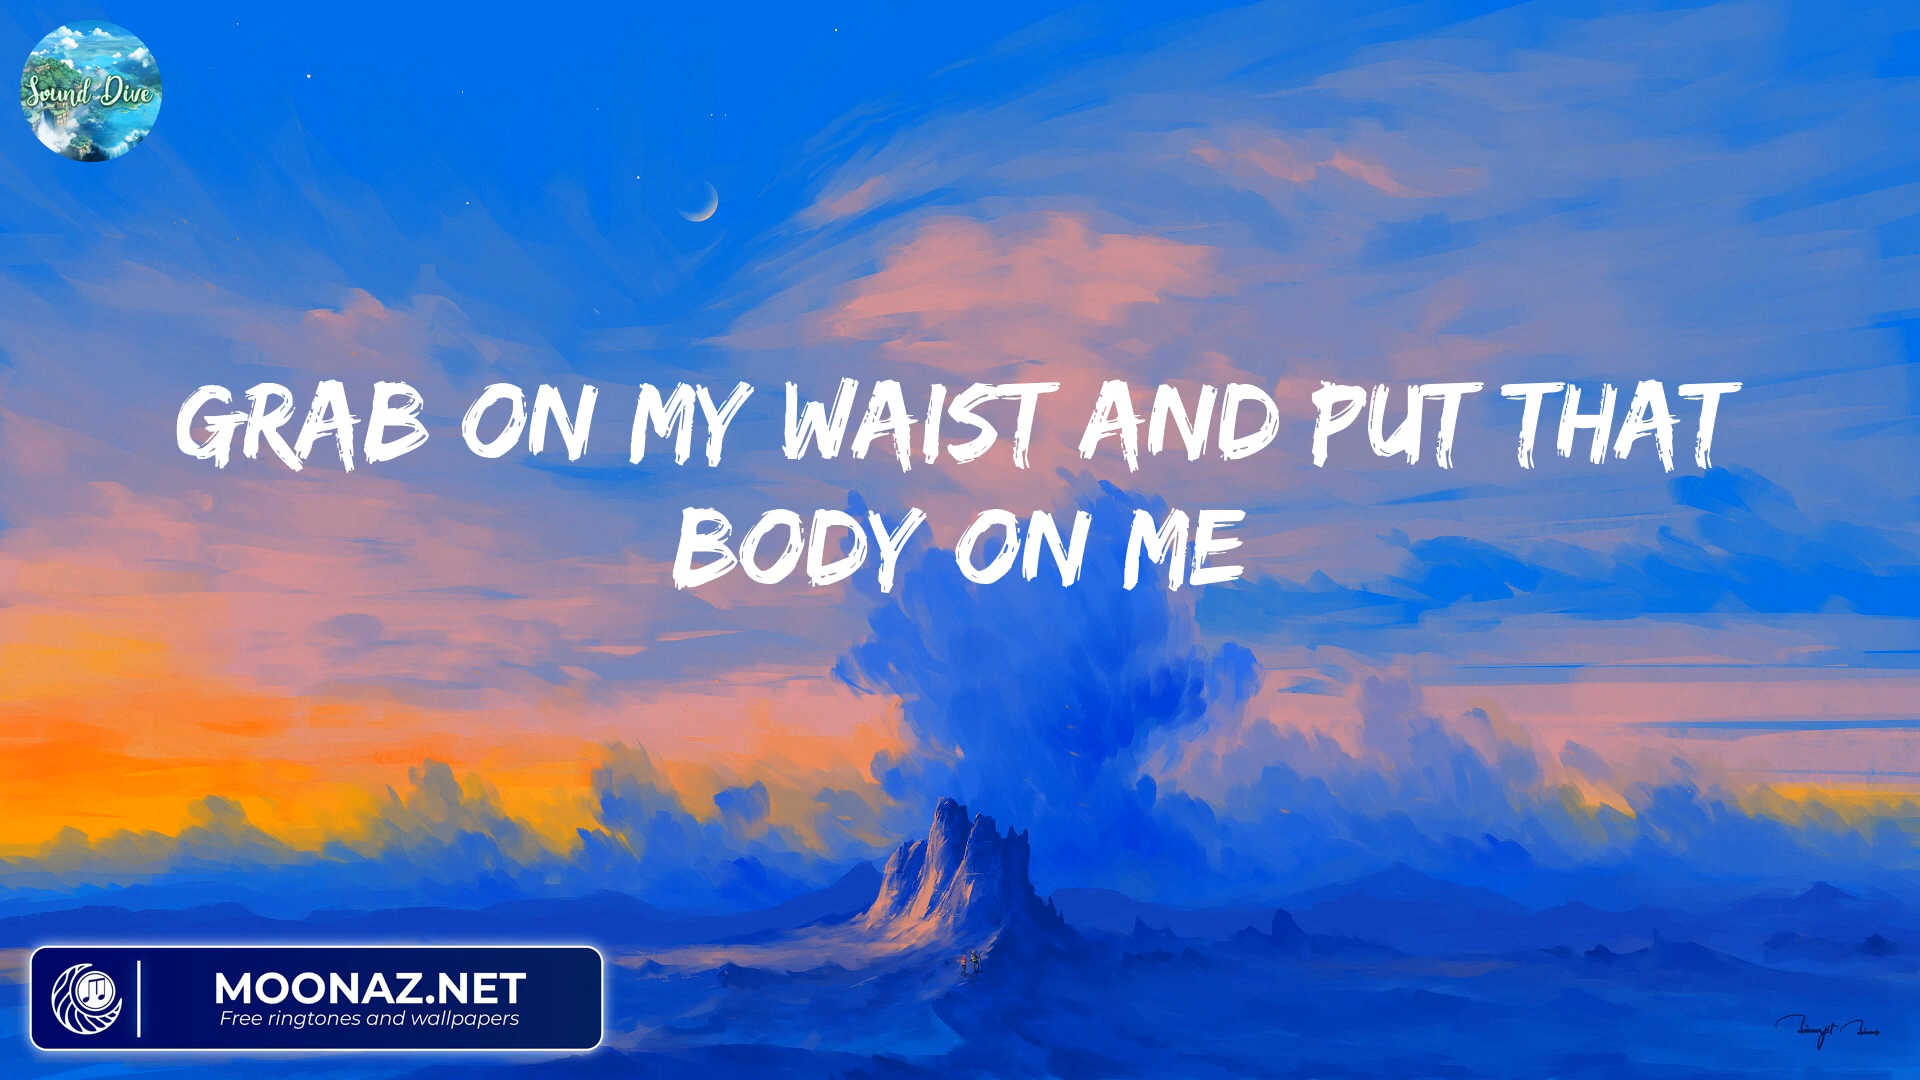 Sound Dive
GRAB ON MY WAIST AND PUT THAT
BODY ON ME
MOONAZ.NET
Free ringtones and wallpapers